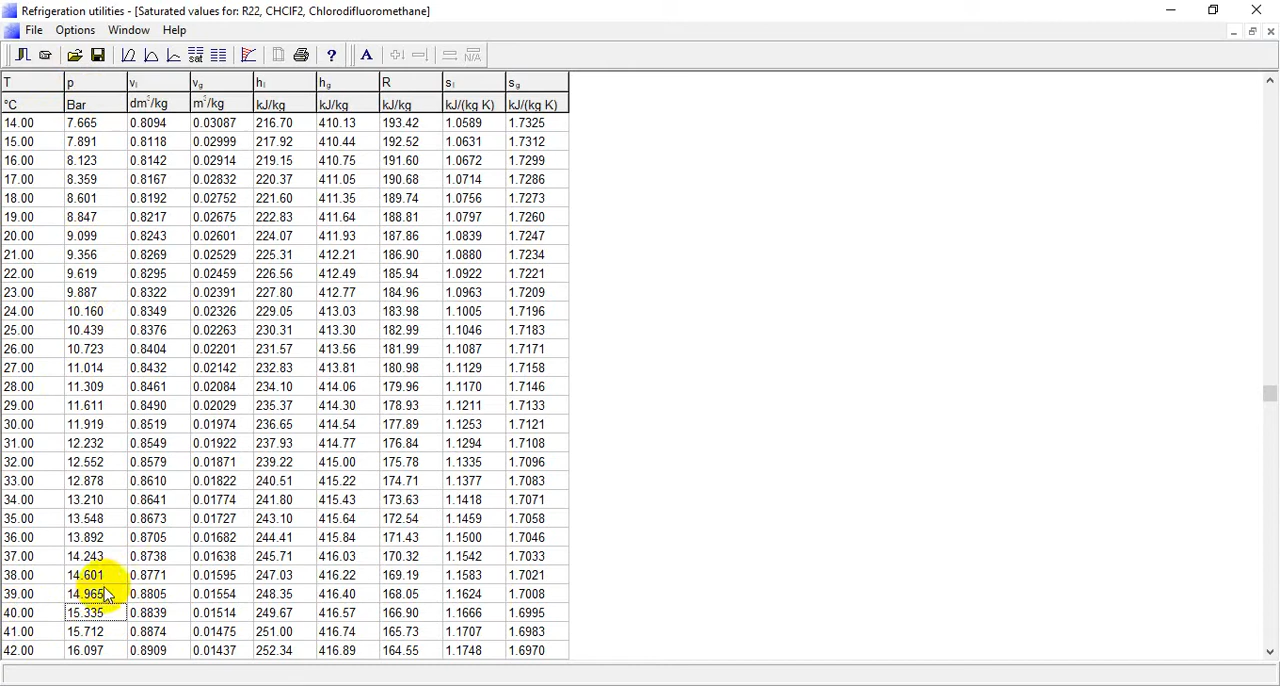 Refrigeration utilities - [Saturated values for: R22, CHClF2, Chlorodifluoromethane]
File Options Window Help
sat ? A N/A
T p vₗ v₉ hₗ h₉ R sₗ s₉
°C Bar dm³/kg m³/kg kJ/kg kJ/kg kJ/kg kJ/(kg K) kJ/(kg K)
14.00 7.665 0.8094 0.03087 216.70 410.13 193.42 1.0589 1.7325
15.00 7.891 0.8118 0.02999 217.92 410.44 192.52 1.0631 1.7312
16.00 8.123 0.8142 0.02914 219.15 410.75 191.60 1.0672 1.7299
17.00 8.359 0.8167 0.02832 220.37 411.05 190.68 1.0714 1.7286
18.00 8.601 0.8192 0.02752 221.60 411.35 189.74 1.0756 1.7273
19.00 8.847 0.8217 0.02675 222.83 411.64 188.81 1.0797 1.7260
20.00 9.099 0.8243 0.02601 224.07 411.93 187.86 1.0839 1.7247
21.00 9.356 0.8269 0.02529 225.31 412.21 186.90 1.0880 1.7234
22.00 9.619 0.8295 0.02459 226.56 412.49 185.94 1.0922 1.7221
23.00 9.887 0.8322 0.02391 227.80 412.77 184.96 1.0963 1.7209
24.00 10.160 0.8349 0.02326 229.05 413.03 183.98 1.1005 1.7196
25.00 10.439 0.8376 0.02263 230.31 413.30 182.99 1.1046 1.7183
26.00 10.723 0.8404 0.02201 231.57 413.56 181.99 1.1087 1.7171
27.00 11.014 0.8432 0.02142 232.83 413.81 180.98 1.1129 1.7158
28.00 11.309 0.8461 0.02084 234.10 414.06 179.96 1.1170 1.7146
29.00 11.611 0.8490 0.02029 235.37 414.30 178.93 1.1211 1.7133
30.00 11.919 0.8519 0.01974 236.65 414.54 177.89 1.1253 1.7121
31.00 12.232 0.8549 0.01922 237.93 414.77 176.84 1.1294 1.7108
32.00 12.552 0.8579 0.01871 239.22 415.00 175.78 1.1335 1.7096
33.00 12.878 0.8610 0.01822 240.51 415.22 174.71 1.1377 1.7083
34.00 13.210 0.8641 0.01774 241.80 415.43 173.63 1.1418 1.7071
35.00 13.548 0.8673 0.01727 243.10 415.64 172.54 1.1459 1.7058
36.00 13.892 0.8705 0.01682 244.41 415.84 171.43 1.1500 1.7046
37.00 14.243 0.8738 0.01638 245.71 416.03 170.32 1.1542 1.7033
38.00 14.601 0.8771 0.01595 247.03 416.22 169.19 1.1583 1.7021
39.00 14.965 0.8805 0.01554 248.35 416.40 168.05 1.1624 1.7008
40.00 15.335 0.8839 0.01514 249.67 416.57 166.90 1.1666 1.6995
41.00 15.712 0.8874 0.01475 251.00 416.74 165.73 1.1707 1.6983
42.00 16.097 0.8909 0.01437 252.34 416.89 164.55 1.1748 1.6970